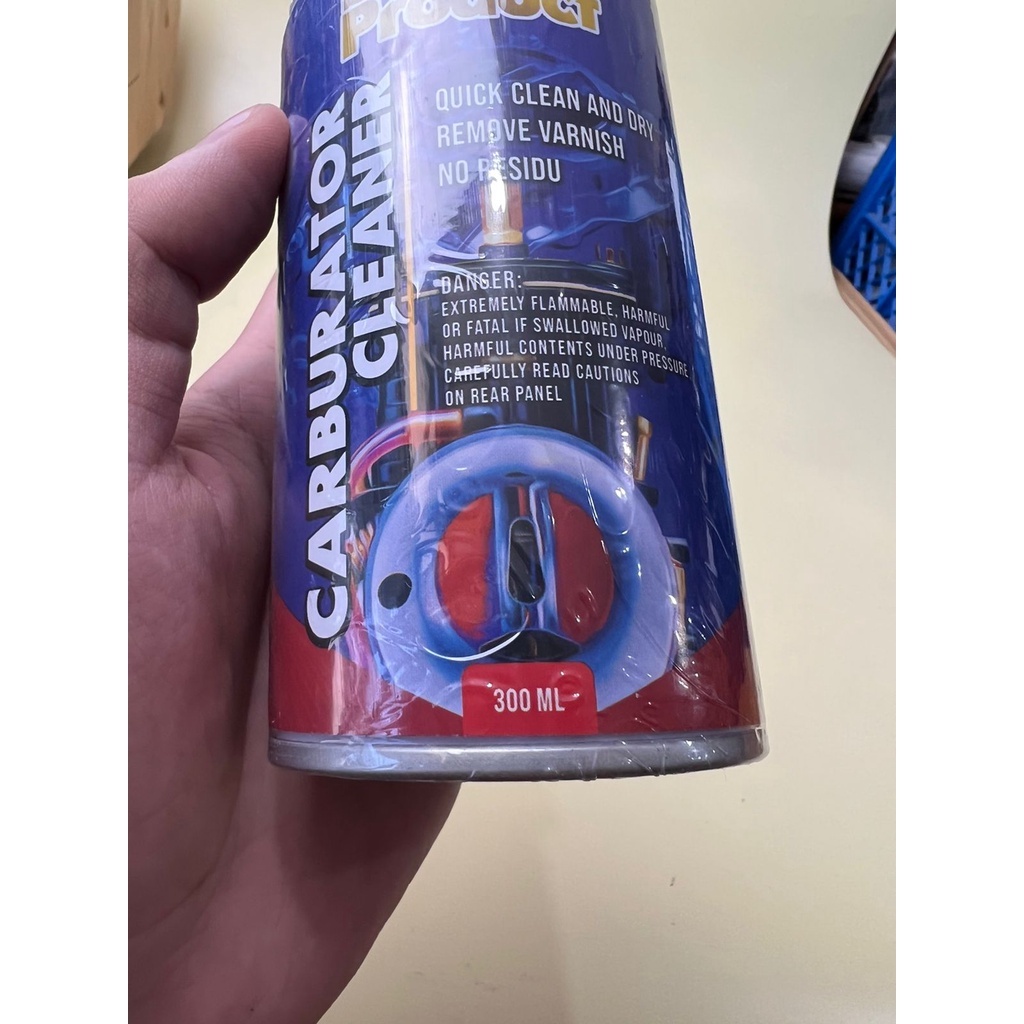 Product
CARBURATOR
CLEANER
QUICK CLEAN AND DRY
REMOVE VARNISH
NO RESIDU
DANGER:
EXTREMELY FLAMMABLE, HARMFUL
OR FATAL IF SWALLOWED VAPOUR,
HARMFUL CONTENTS UNDER PRESSURE
CAREFULLY READ CAUTIONS
ON REAR PANEL
300 ML